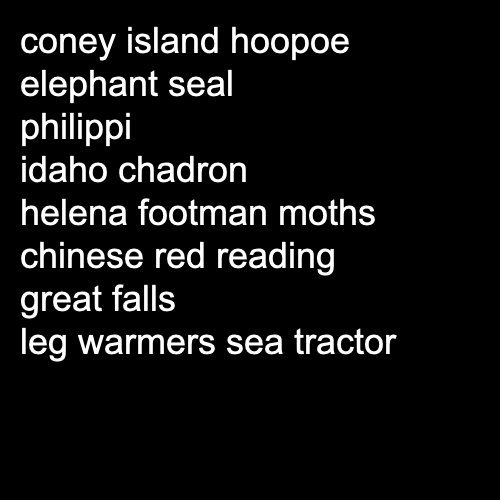 coney island hoopoe
elephant seal
philippi
idaho chadron
helena footman moths
chinese red reading
great falls
leg warmers sea tractor